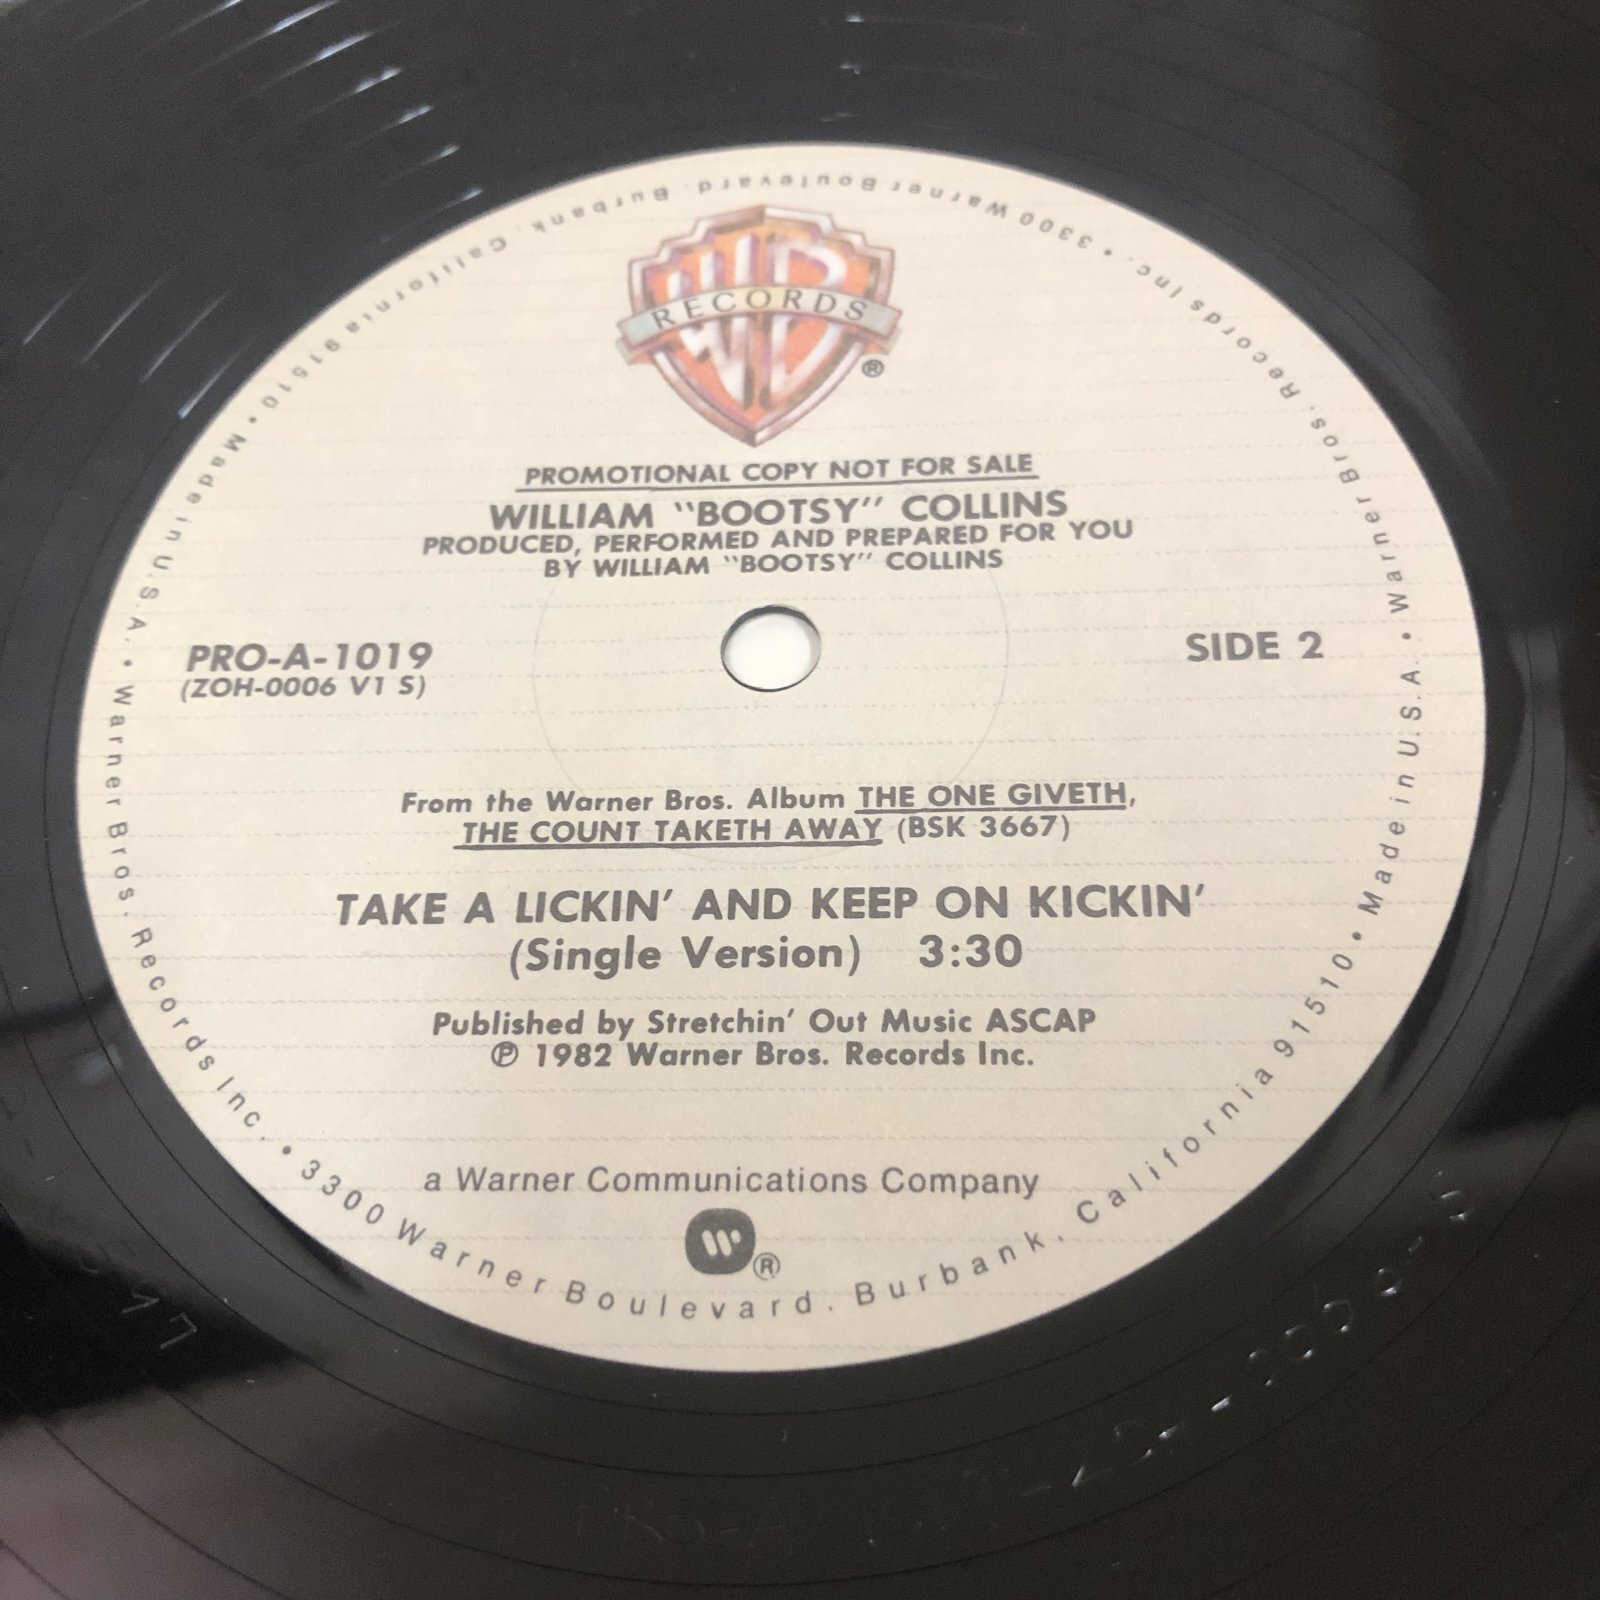 WB
RECORDS
®
PROMOTIONAL COPY NOT FOR SALE
WILLIAM "BOOTSY" COLLINS
PRODUCED, PERFORMED AND PREPARED FOR YOU
BY WILLIAM "BOOTSY" COLLINS
PRO-A-1019
(ZOH-0006 V1 S)
SIDE 2
From the Warner Bros. Album THE ONE GIVETH,
THE COUNT TAKETH AWAY (BSK 3667)
TAKE A LICKIN' AND KEEP ON KICKIN'
(Single Version) 3:30
Published by Stretchin' Out Music ASCAP
℗ 1982 Warner Bros. Records Inc.
a Warner Communications Company
®
Warner Bros. Records Inc. • 3300 Warner Boulevard. Burbank, California 91510 • Made in U.S.A. •
Warner Bros. Records Inc. • 3300 Warner Boulevard. Burbank, California 91510 • Made in U.S.A. •